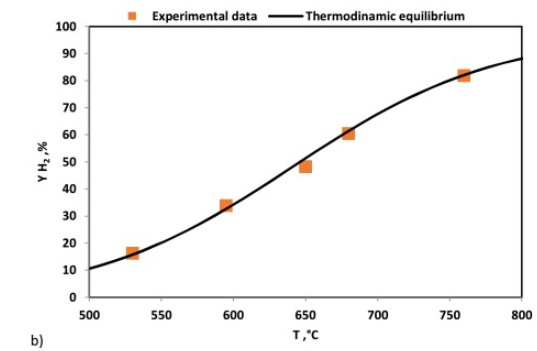 Experimental data Thermodinamic equilibrium
100
90
80
70
60
50
40
30
20
10
0
Y H₂ ,%
500 550 600 650 700 750 800
T ,°C
b)